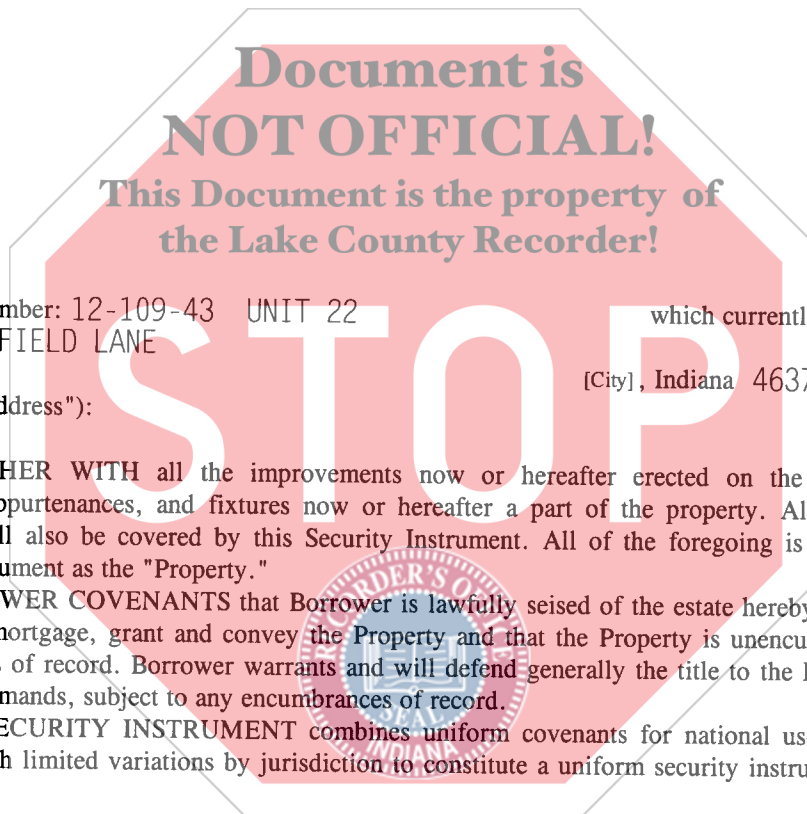 Document is
NOT OFFICIAL!
This Document is the property of
the Lake County Recorder!
mber: 12-109-43 UNIT 22 which currentl
FIELD LANE
[City], Indiana 4637
ddress"):
STOP
HER WITH all the improvements now or hereafter erected on the
ppurtenances, and fixtures now or hereafter a part of the property. Al
ll also be covered by this Security Instrument. All of the foregoing is
ument as the "Property."
WER COVENANTS that Borrower is lawfully seised of the estate hereby
mortgage, grant and convey the Property and that the Property is unencu
of record. Borrower warrants and will defend generally the title to the
mands, subject to any encumbrances of record.
ECURITY INSTRUMENT combines uniform covenants for national us
h limited variations by jurisdiction to constitute a uniform security instru
RECORDER'S OFFICE
SEAL
INDIANA